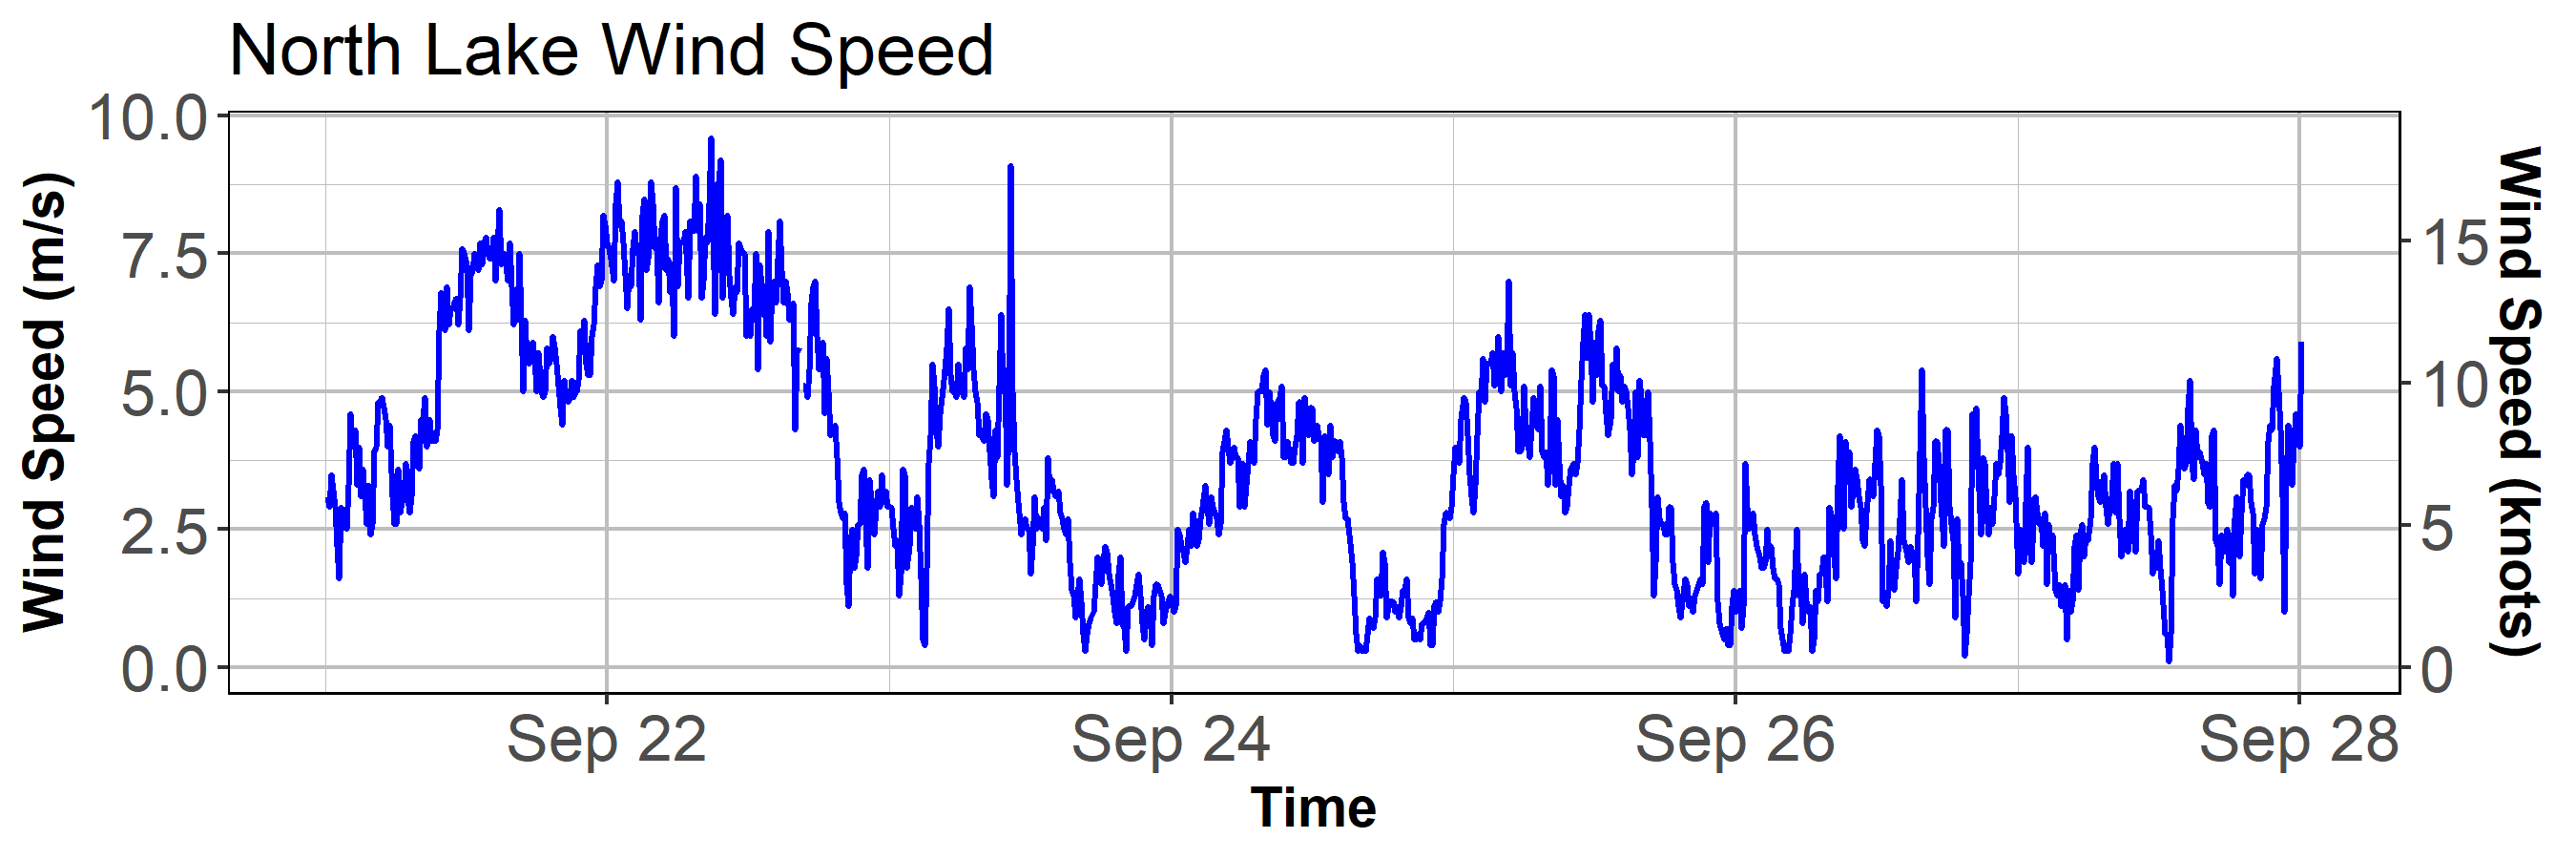 North Lake Wind Speed
10.0
7.5
5.0
2.5
0.0
Wind Speed (m/s)
15
10
5
0
Wind Speed (knots)
Sep 22
Sep 24
Sep 26
Sep 28
Time